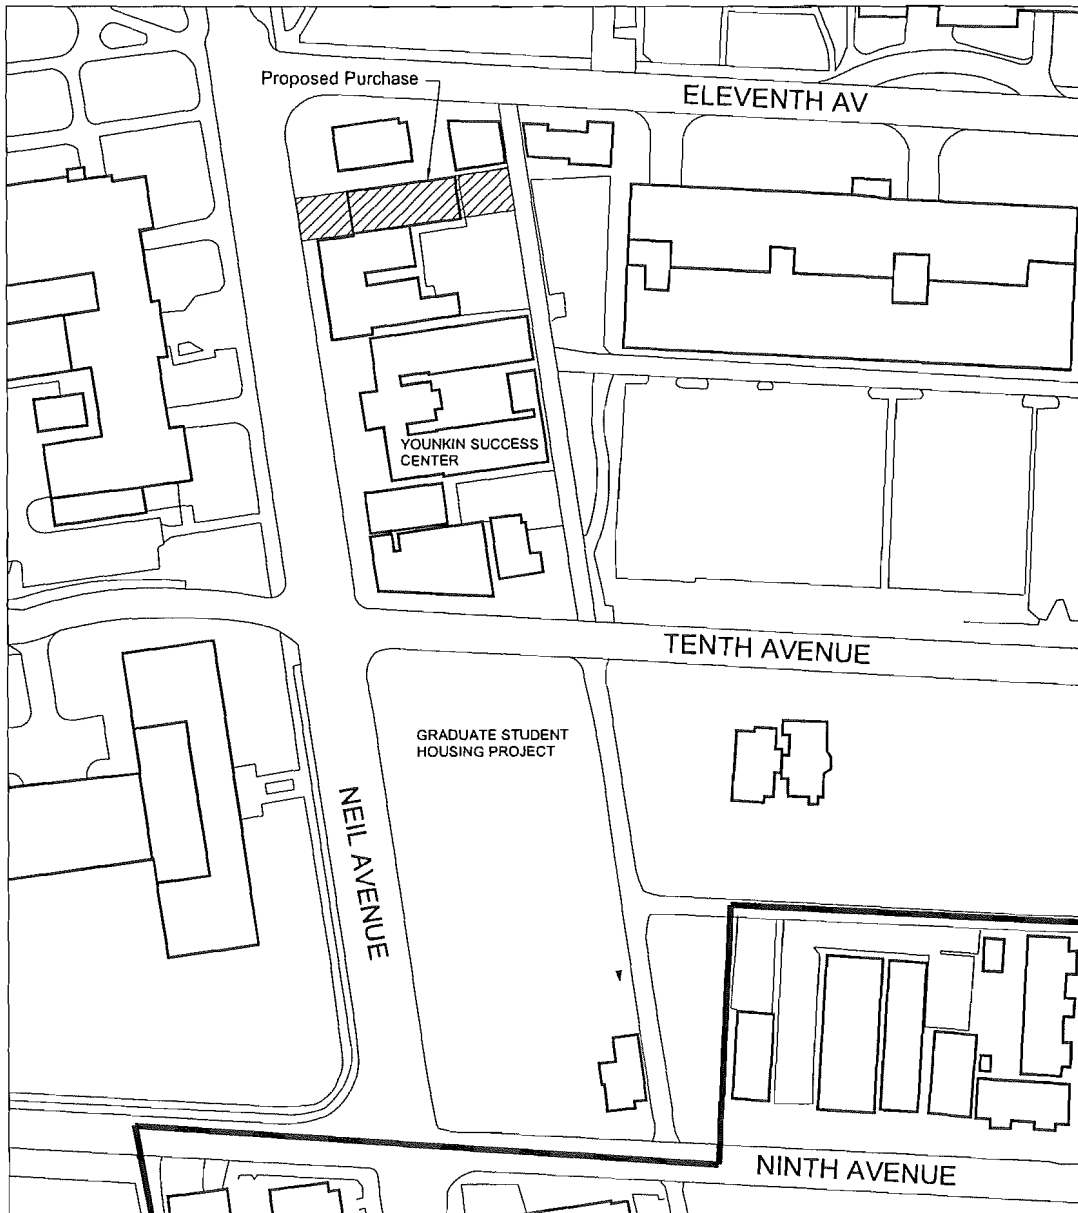 Proposed Purchase
ELEVENTH AV
YOUNKIN SUCCESS
CENTER
TENTH AVENUE
GRADUATE STUDENT
HOUSING PROJECT
NEIL AVENUE
NINTH AVENUE